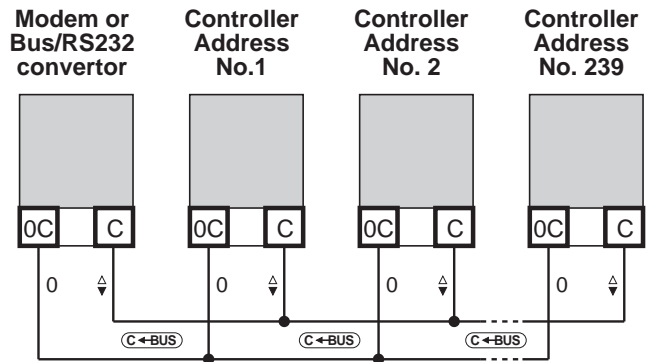 Modem or
Bus/RS232
convertor
Controller
Address
No.1
Controller
Address
No. 2
Controller
Address
No. 239
0C C 0C C 0C C 0C C
0 0 0 0
C BUS C BUS C BUS